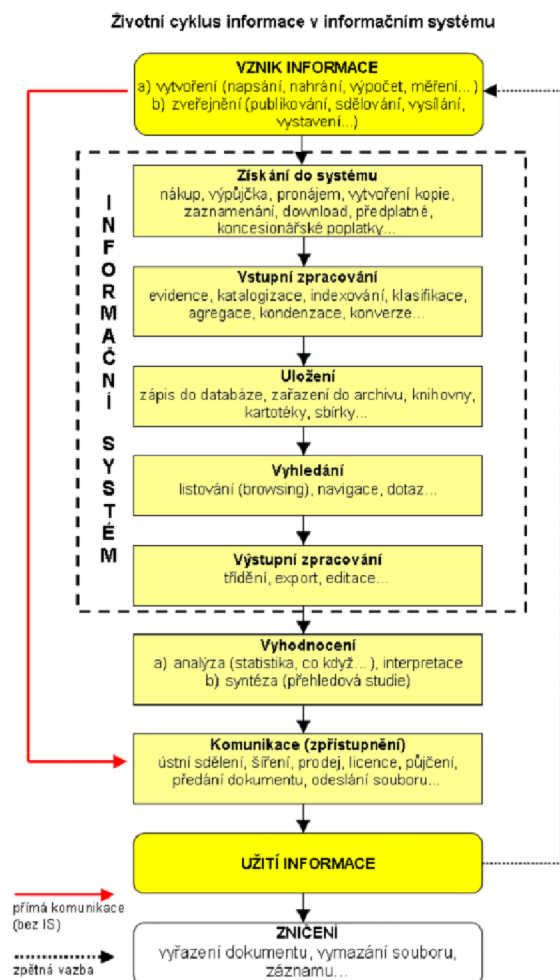 Životní cyklus informace v informačním systému
VZNIK INFORMACE
a) vytvoření (napsání, nahrání, výpočet, měření... )
b) zveřejnění (publikování, sdělování, vysílání,
vystavení...)
INFORMAČNÍ SYSTÉM
Získání do systému
nákup, výpůjčka, pronájem, vytvoření kopie,
zaznamenání, download, předplatné,
koncesionářské poplatky...
Vstupní zpracování
evidence, katalogizace, indexování, klasifikace,
agregace, kondenzace, konverze...
Uložení
zápis do databáze, zařazení do archivu, knihovny,
kartotéky, sbírky...
Vyhledání
listování (browsing), navigace, dotaz...
Výstupní zpracování
třídění, export, editace...
Vyhodnocení
a) analýza (statistika, co když... ), interpretace
b) syntéza (přehledová studie)
Komunikace (zpřístupnění)
ústní sdělení, šíření, prodej, licence, půjčení,
předání dokumentu, odeslání souboru...
UŽITÍ INFORMACE
přímá komunikace
(bez IS)
zpětná vazba
ZNIČENÍ
vyřazení dokumentu, vymazání souboru,
záznamu...